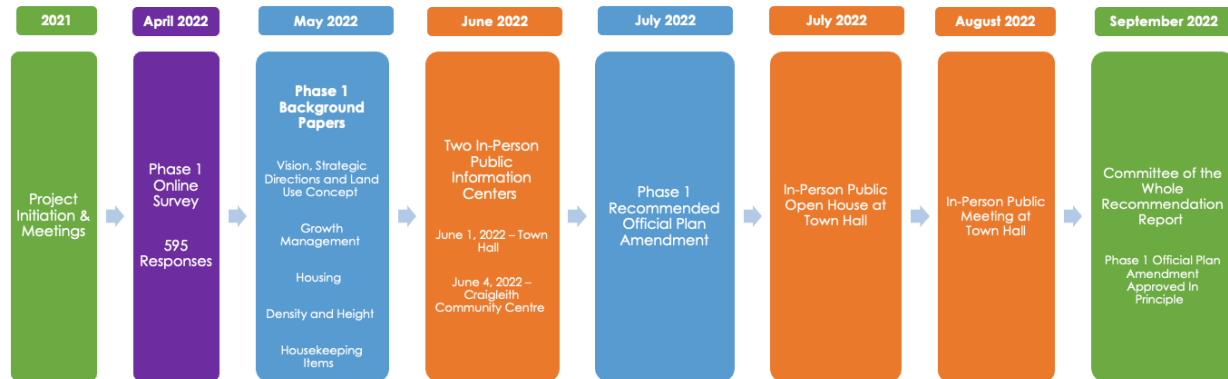 2021
April 2022
May 2022
June 2022
July 2022
July 2022
August 2022
September 2022
Project
Initiation &
Meetings
Phase 1
Online
Survey
595
Responses
Phase 1
Background
Papers
Vision, Strategic
Directions and Land
Use Concept
Growth
Management
Housing
Density and Height
Housekeeping
Items
Two In-Person
Public
Information
Centers
June 1, 2022 – Town
Hall
June 4, 2022 –
Craigleith
Community Centre
Phase 1
Recommended
Official Plan
Amendment
In-Person Public
Open House at
Town Hall
In-Person Public
Meeting at
Town Hall
Committee of the
Whole
Recommendation
Report
Phase 1 Official Plan
Amendment
Approved In
Principle